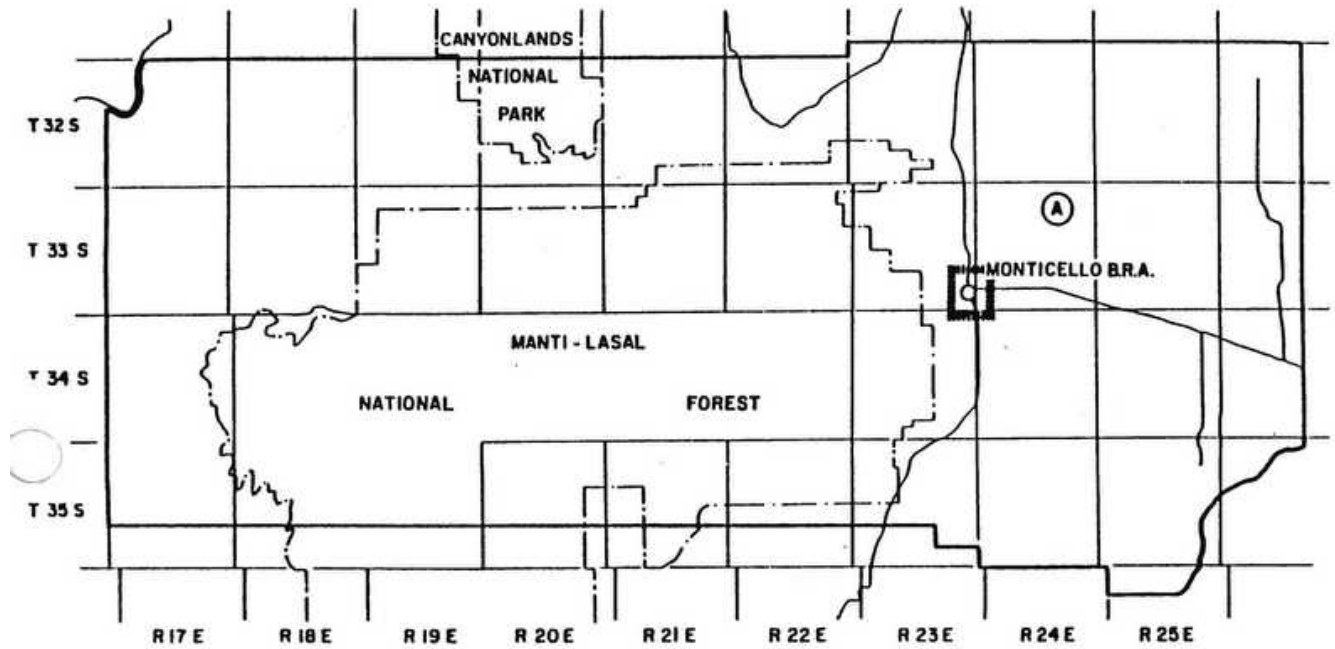 CANYONLANDS
NATIONAL
PARK
T 32 S
A
T 33 S
MONTICELLO B.R.A.
MANTI - LASAL
T 34 S
NATIONAL FOREST
T 35 S
R 17 E R 18 E R 19 E R 20 E R 21 E R 22 E R 23 E R 24 E R 25 E